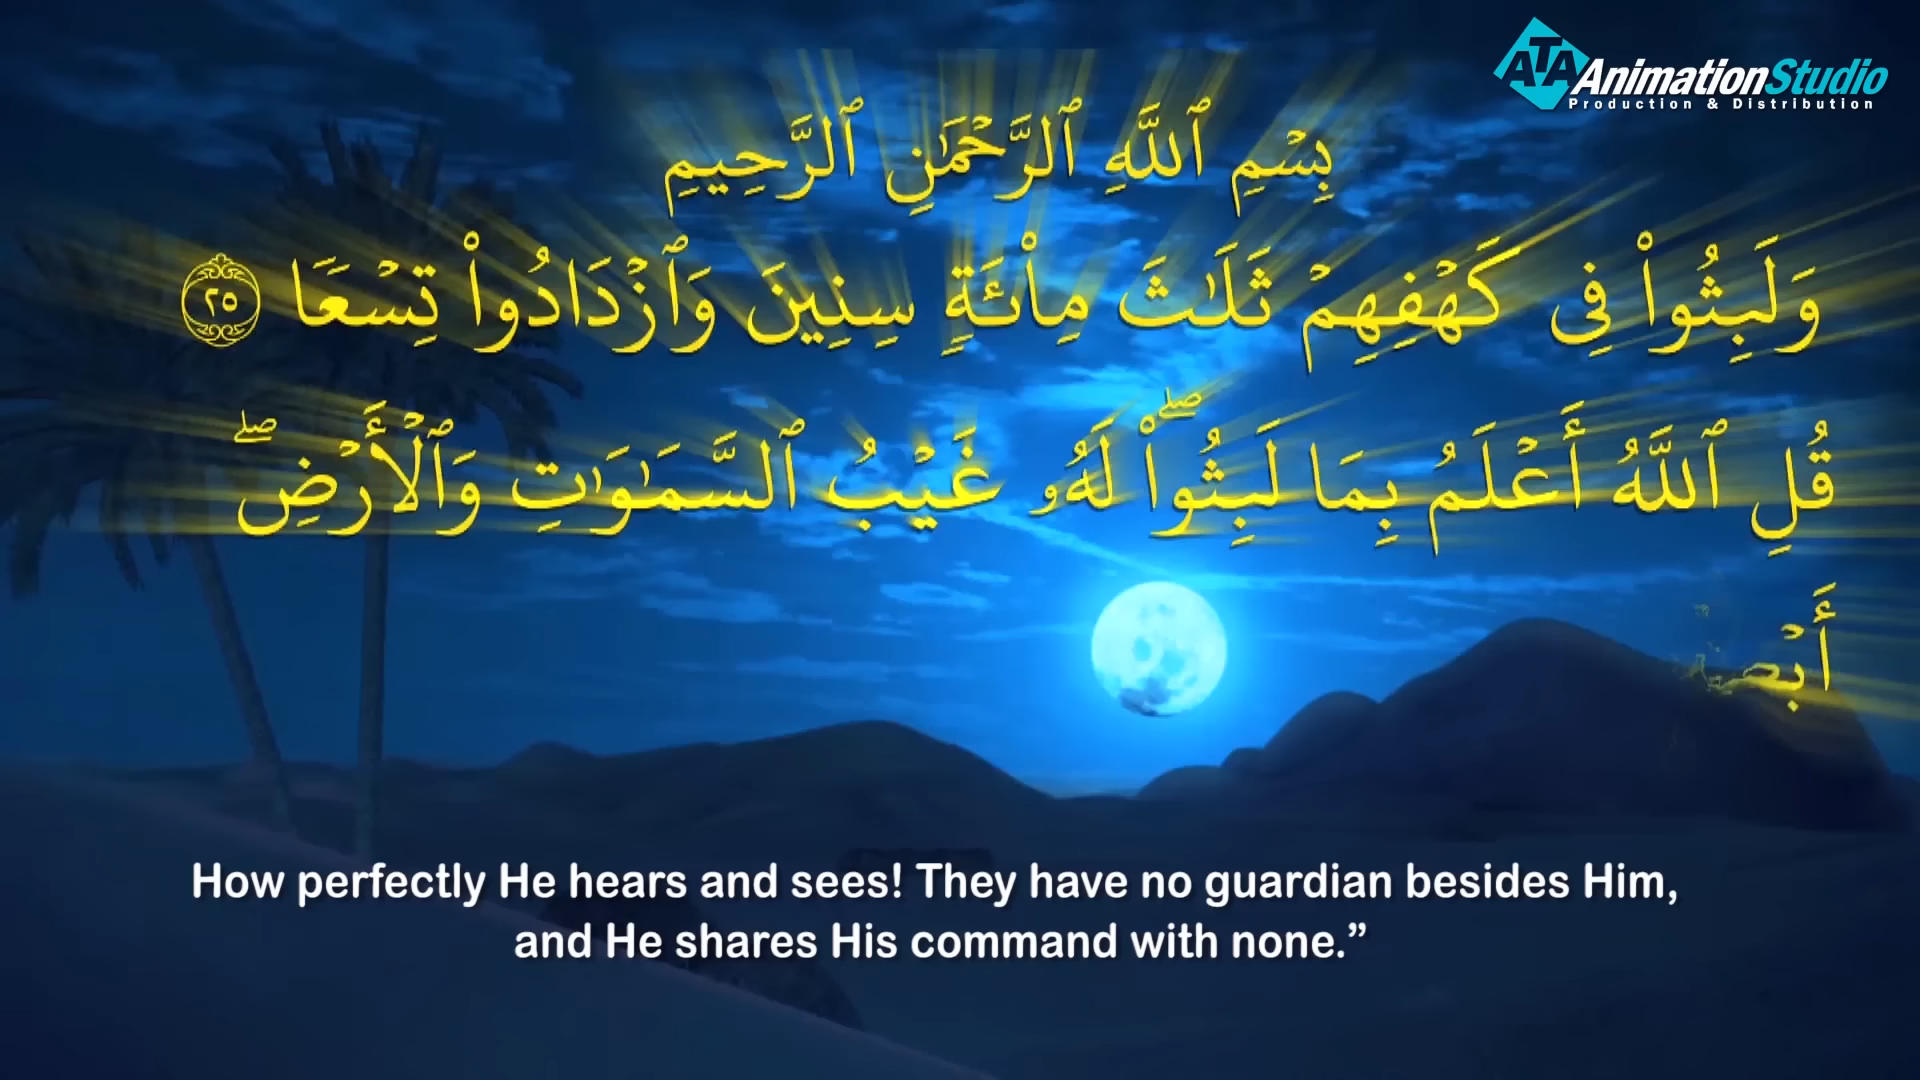 ATA AnimationStudio
Production & Distribution
بِسْمِ ٱللَّهِ ٱلرَّحْمَٰنِ ٱلرَّحِيمِ
وَلَبِثُوا۟ فِى كَهْفِهِمْ ثَلَٰثَ مِا۟ئَةٍ سِنِينَ وَٱزْدَادُوا۟ تِسْعًا ٢٥
قُلِ ٱللَّهُ أَعْلَمُ بِمَا لَبِثُوا۟ ۖ لَهُۥ غَيْبُ ٱلسَّمَٰوَٰتِ وَٱلْأَرْضِ ۖ
How perfectly He hears and sees! They have no guardian besides Him,
and He shares His command with none.”